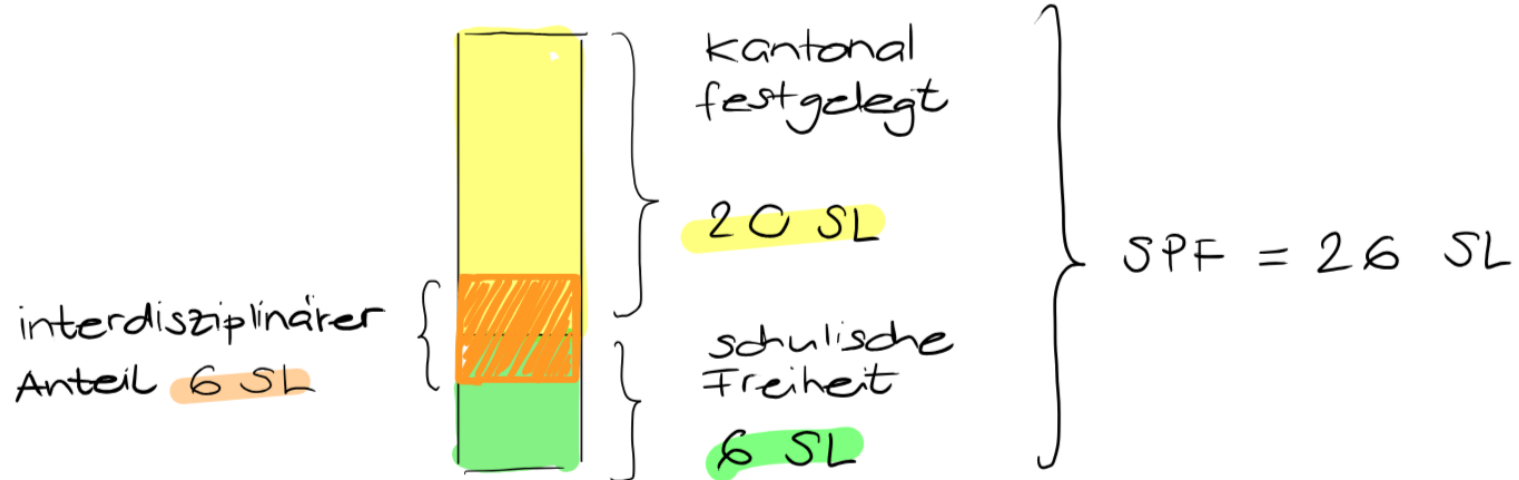 kantonal
festgelegt
20 SL
SPF = 26 SL
interdisziplinärer
Anteil 6 SL
schulische
Freiheit
6 SL